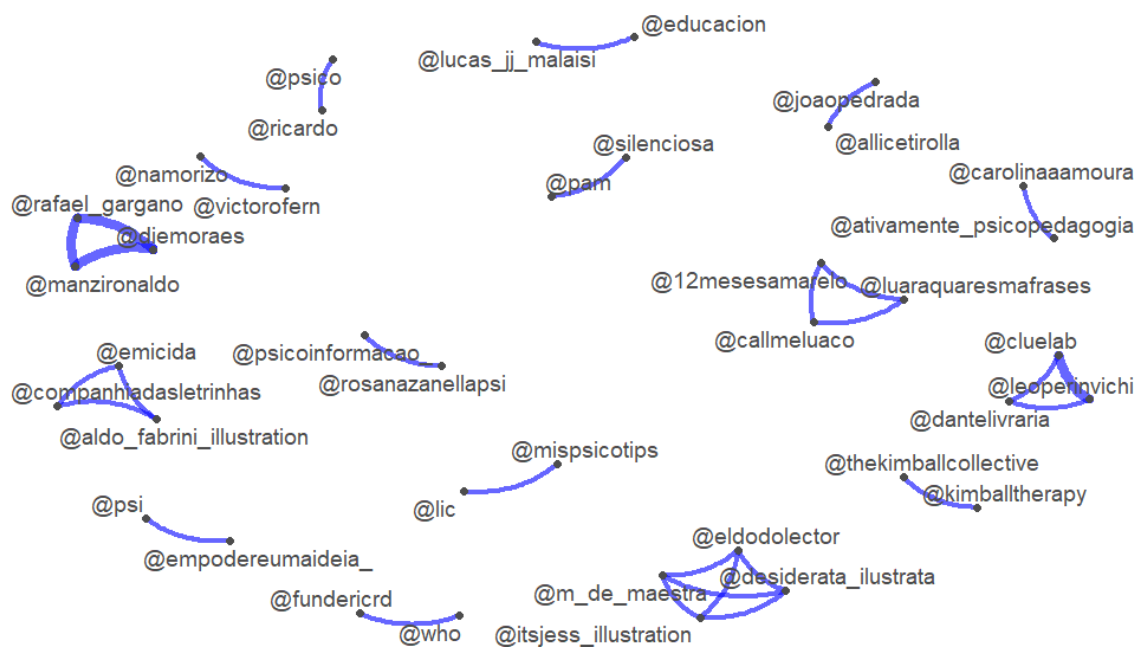 @educacion
@lucas_jj_malaisi
@psico
@joaopedrada
@ricardo
@silenciosa
@allicetirolla
@namorizo
@carolinaaamoura
@pam
@rafael_gargano
@victorofern
@ativamente_psicopedagogia
@djemoraes
@manzironaldo
@12mesesamarelo
@luaraquaresmafrases
@callmeluaco
@emicida
@psicoinformacao
@cluelab
@rosanazanellapsi
@companhiadasletrinhas
@leoperinvichi
@dantelivraria
@aldo_fabrini_illustration
@mispsicotips
@thekimballcollective
@kimballtherapy
@psi
@lic
@eldodolector
@empodereumaideia_
@desiderata_ilustrata
@m_de_maestra
@fundericrd
@who
@itsjess_illustration